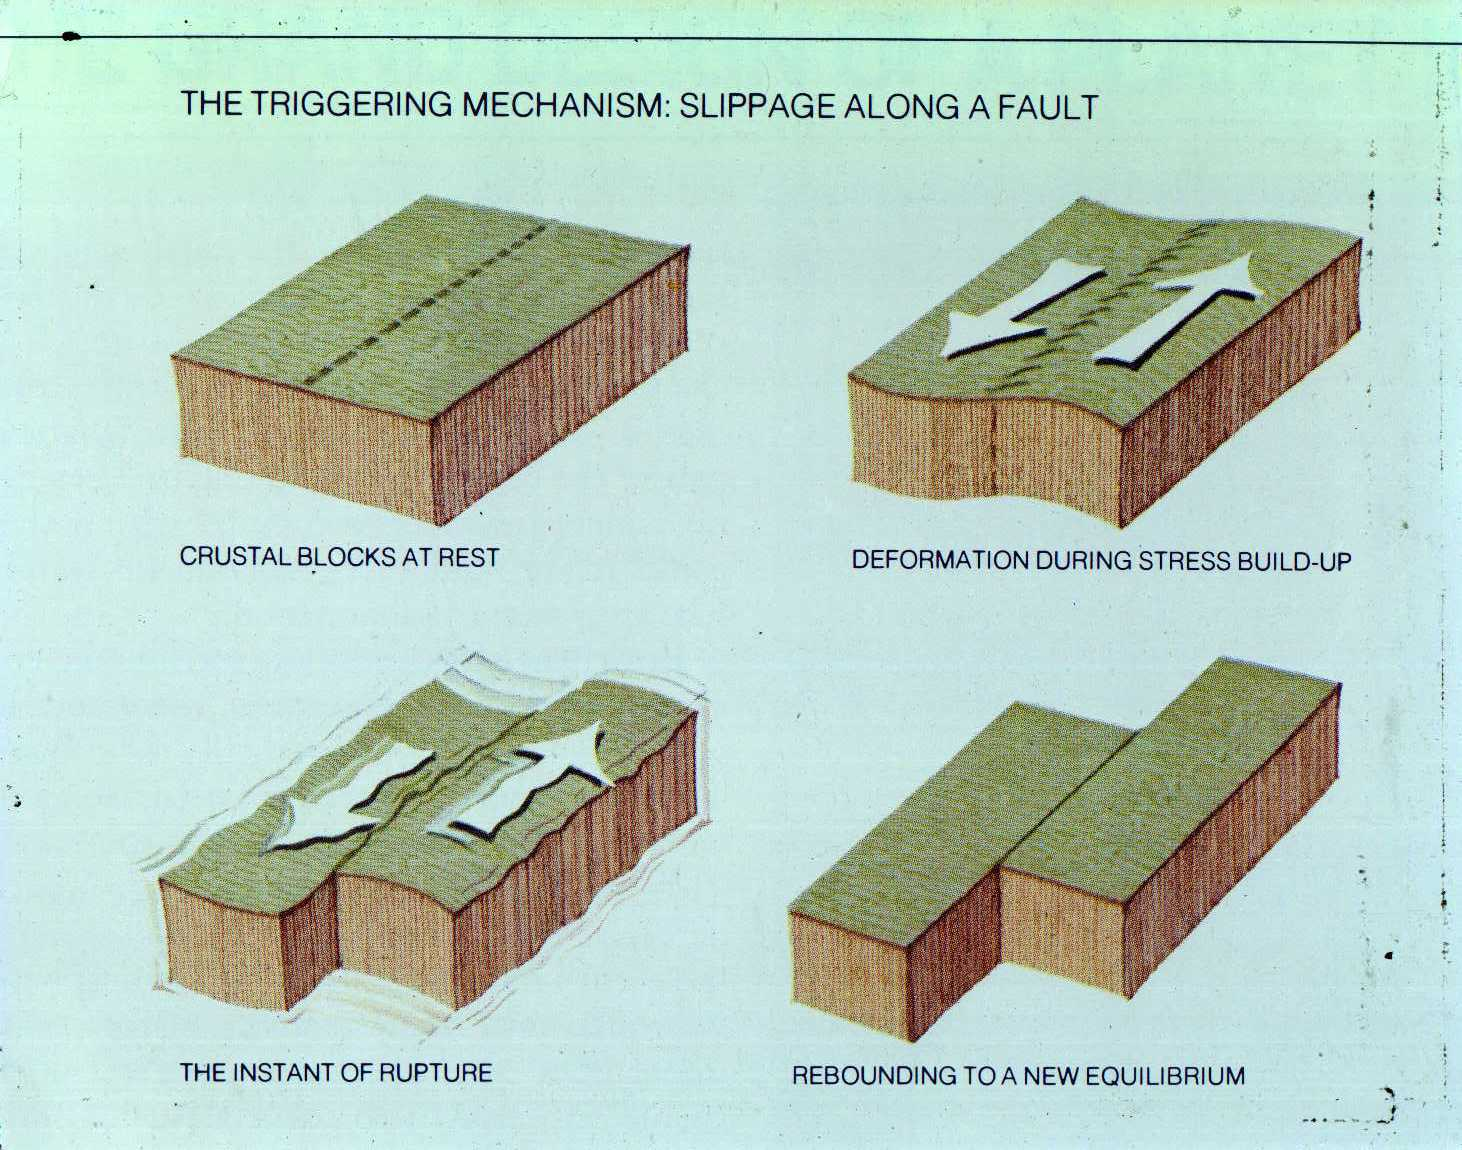 THE TRIGGERING MECHANISM: SLIPPAGE ALONG A FAULT
CRUSTAL BLOCKS AT REST
DEFORMATION DURING STRESS BUILD-UP
THE INSTANT OF RUPTURE
REBOUNDING TO A NEW EQUILIBRIUM